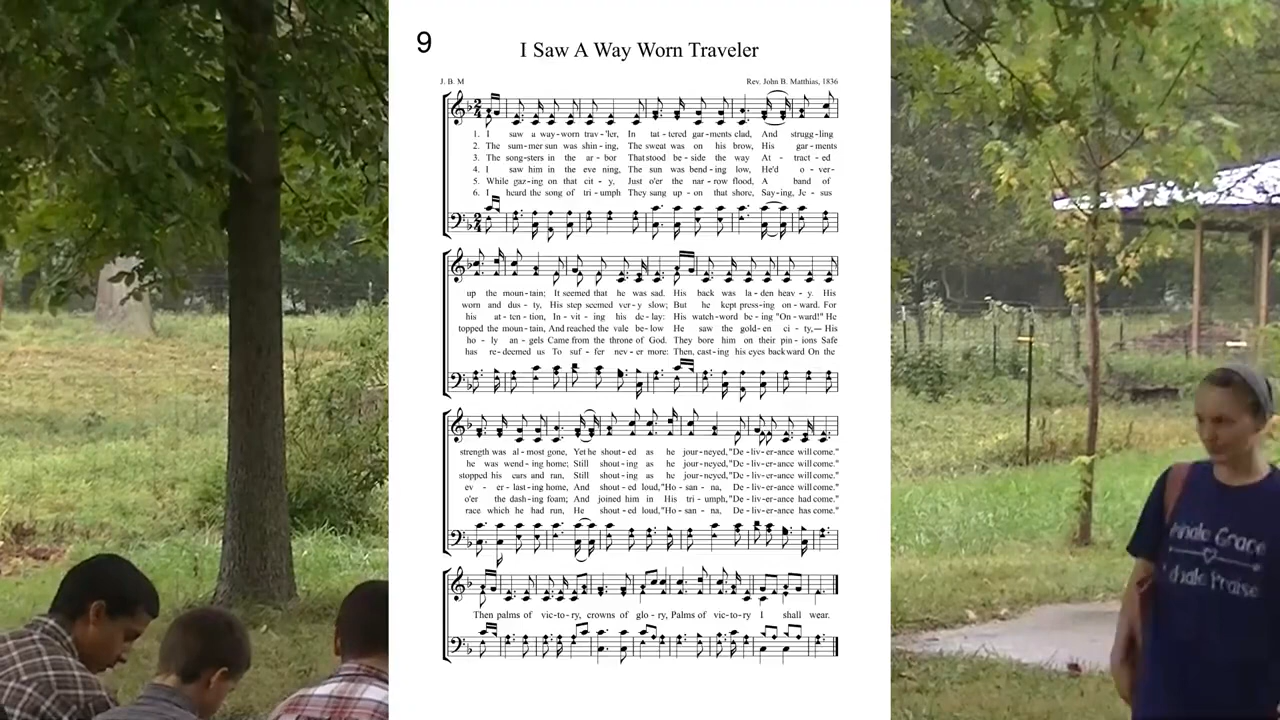 9
I Saw A Way Worn Traveler
J. B. M
Rev. John B. Matthias, 1836
1. I saw a way-worn trav-'ler, In tat-tered gar-ments clad, And strugg-ling
2. The sum-mer sun was shin-ing, The sweat was on his brow, His gar-ments
3. The song-sters in the ar-bor That stood be-side the way At-tract-ed
4. I saw him in the eve ning, The sun was bend-ing low, He'd o-ver-
5. While gaz-ing on that cit-y, Just o'er the nar-row flood, A band of
6. I heard the song of tri-umph They sang up-on that shore, Say-ing, Je-sus
up the moun-tain; It seemed that he was sad. His back was la-den heav-y. His
worn and dus-ty, His step seemed ver-y slow; But he kept press-ing on-ward. For
his at-ten-tion, In-vit-ing his de-lay: His watch-word be-ing "On-ward!" He
topped the moun-tain, And reached the vale be-low He saw the gold-en ci-ty,— His
ho-ly an-gels Came from the throne of God. They bore him on their pin-ions Safe
has re-deemed us To suf-fer nev-er more: Then, cast-ing his eyes backward On the
strength was al-most gone, Yet he shout-ed as he jour-neyed, "De-liv-er-ance will come."
he was wend-ing home; Still shout-ing as he jour-neyed, "De-liv-er-ance will come."
stopped his ears and ran, Still shout-ing as he jour-neyed, "De-liv-er-ance will come."
ev-er-last-ing home, And shout-ed loud, "Ho-san-na, De-liv-er-ance will come."
o'er the dash-ing foam; And joined him in His tri-umph, "De-liv-er-ance had come."
race which he had run, He shout-ed loud, "Ho-san-na, De-liv-er-ance has come."
Then palms of vic-to-ry, crowns of glo-ry, Palms of vic-to-ry I shall wear.
Grace
Praise